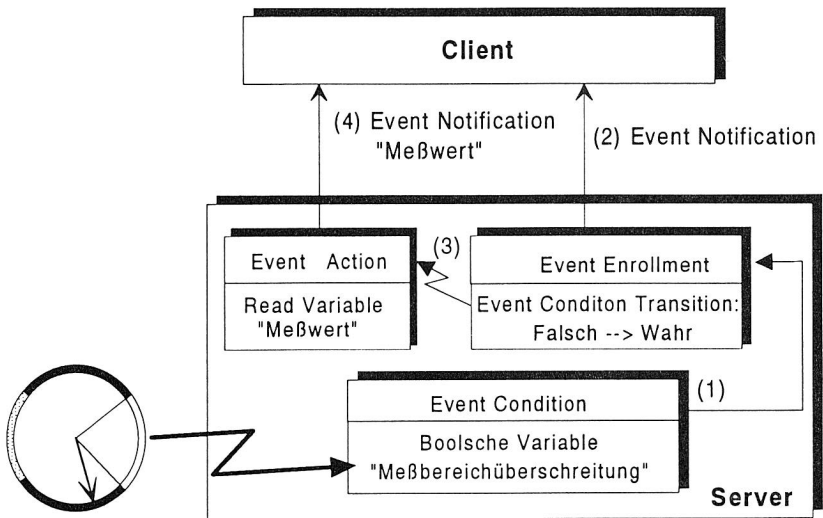 Client
(4) Event Notification
"Meßwert"
(2) Event Notification
Event Action
Read Variable
"Meßwert"
(3)
Event Enrollment
Event Conditon Transition:
Falsch --> Wahr
Event Condition
Boolsche Variable
"Meßbereichüberschreitung"
(1)
Server